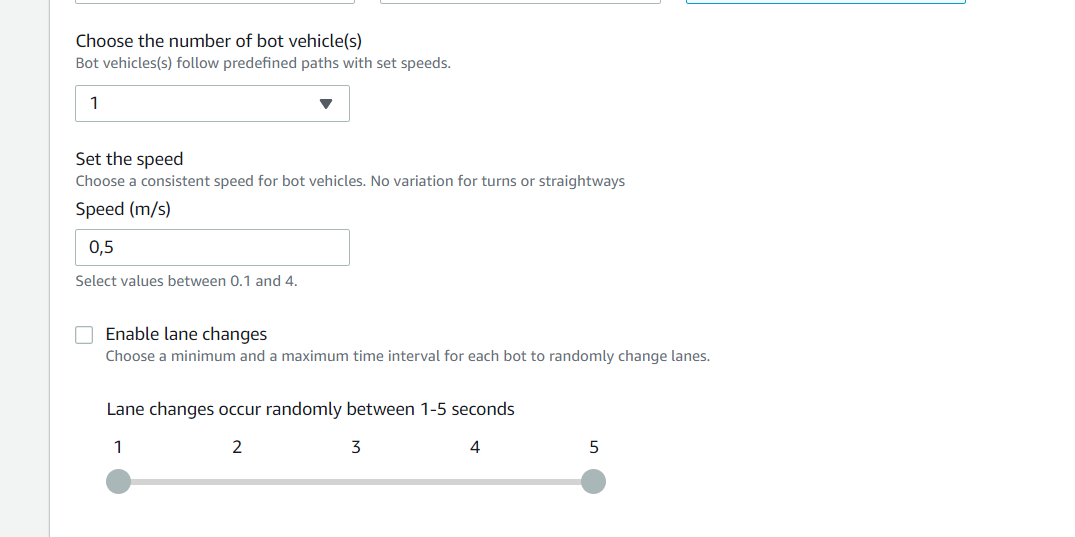 Choose the number of bot vehicle(s)
Bot vehicles(s) follow predefined paths with set speeds.
1
Set the speed
Choose a consistent speed for bot vehicles. No variation for turns or straightways
Speed (m/s)
0,5
Select values between 0.1 and 4.
Enable lane changes
Choose a minimum and a maximum time interval for each bot to randomly change lanes.
Lane changes occur randomly between 1-5 seconds
1 2 3 4 5